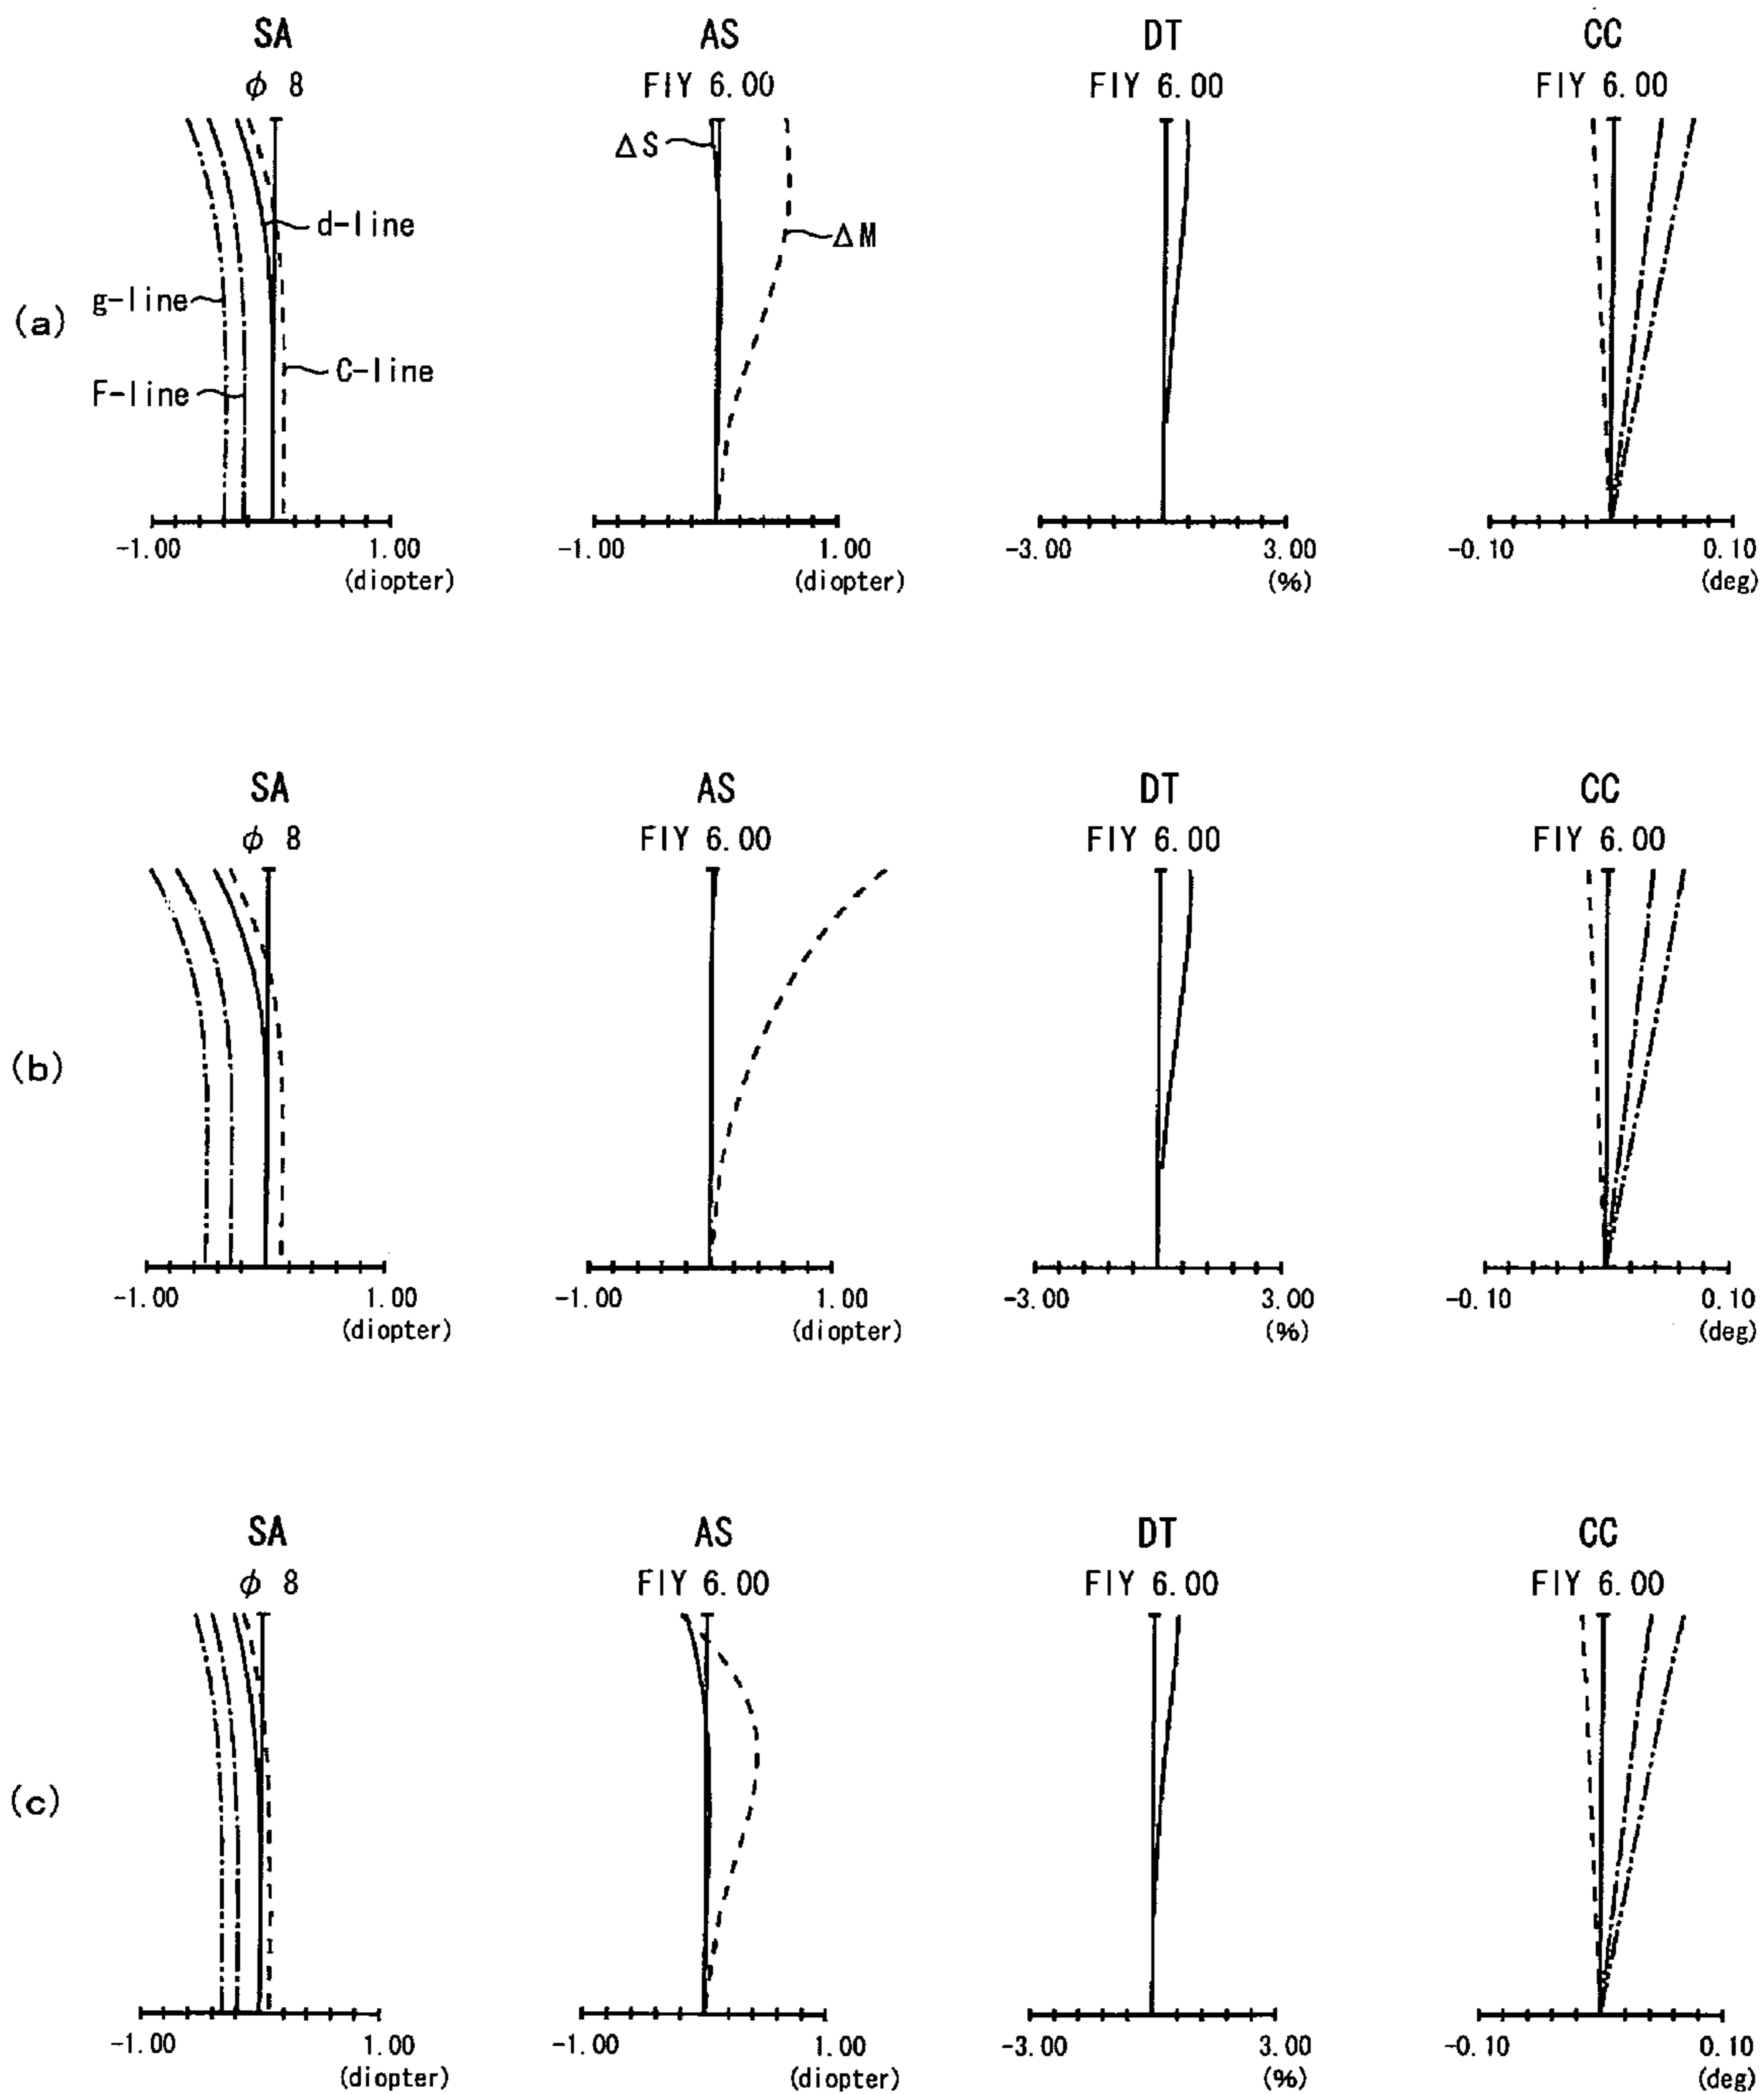 SA AS DT CC
φ 8 FIY 6.00 FIY 6.00 FIY 6.00
ΔS
d-line ΔM
g-line
(a)
C-line
F-line
-1.00 1.00 -1.00 1.00 -3.00 3.00 -0.10 0.10
(diopter) (diopter) (%) (deg)
SA AS DT CC
φ 8 FIY 6.00 FIY 6.00 FIY 6.00
(b)
-1.00 1.00 -1.00 1.00 -3.00 3.00 -0.10 0.10
(diopter) (diopter) (%) (deg)
SA AS DT CC
φ 8 FIY 6.00 FIY 6.00 FIY 6.00
(c)
-1.00 1.00 -1.00 1.00 -3.00 3.00 -0.10 0.10
(diopter) (diopter) (%) (deg)